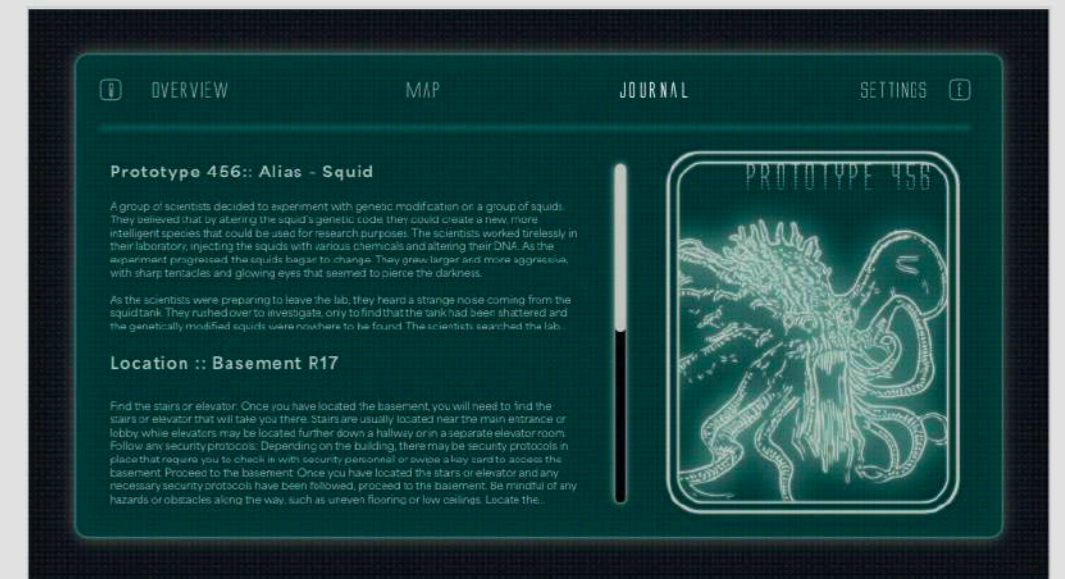 OVERVIEW
MAP
JOURNAL
SETTINGS
E
Prototype 456:: Alias - Squid
A group of scientists decided to experiment with genetic modification on a group of squids.
They believed that by altering the squid's genetic code they could create a new, more
intelligent species that could be used for research purposes. The scientists worked tirelessly in
their laboratory, injecting the squids with various chemicals and altering their DNA. As the
experiment progressed the squids began to change. They grew larger and more aggressive,
with sharp tentacles and glowing eyes that seemed to pierce the darkness.
As the scientists were preparing to leave the lab, they heard a strange noise coming from the
squid tank. They rushed over to investigate, only to find that the tank had been shattered and
the genetically modified squids were nowhere to be found. The scientists searched the lab...
Location :: Basement R17
Find the stairs or elevator: Once you have located the basement, you will need to find the
stairs or elevator that will take you there. Stairs are usually located near the main entrance or
lobby, while elevators may be located further down a hallway or in a separate elevator room.
Follow any security protocols: Depending on the building, there may be security protocols in
place that require you to check in with security personnel or swipe a key card to access the
basement. Proceed to the basement: Once you have located the stairs or elevator and any
necessary security protocols have been followed, proceed to the basement. Be mindful of any
hazards or obstacles along the way, such as uneven flooring or low ceilings. Locate the...
PROTOTYPE 456